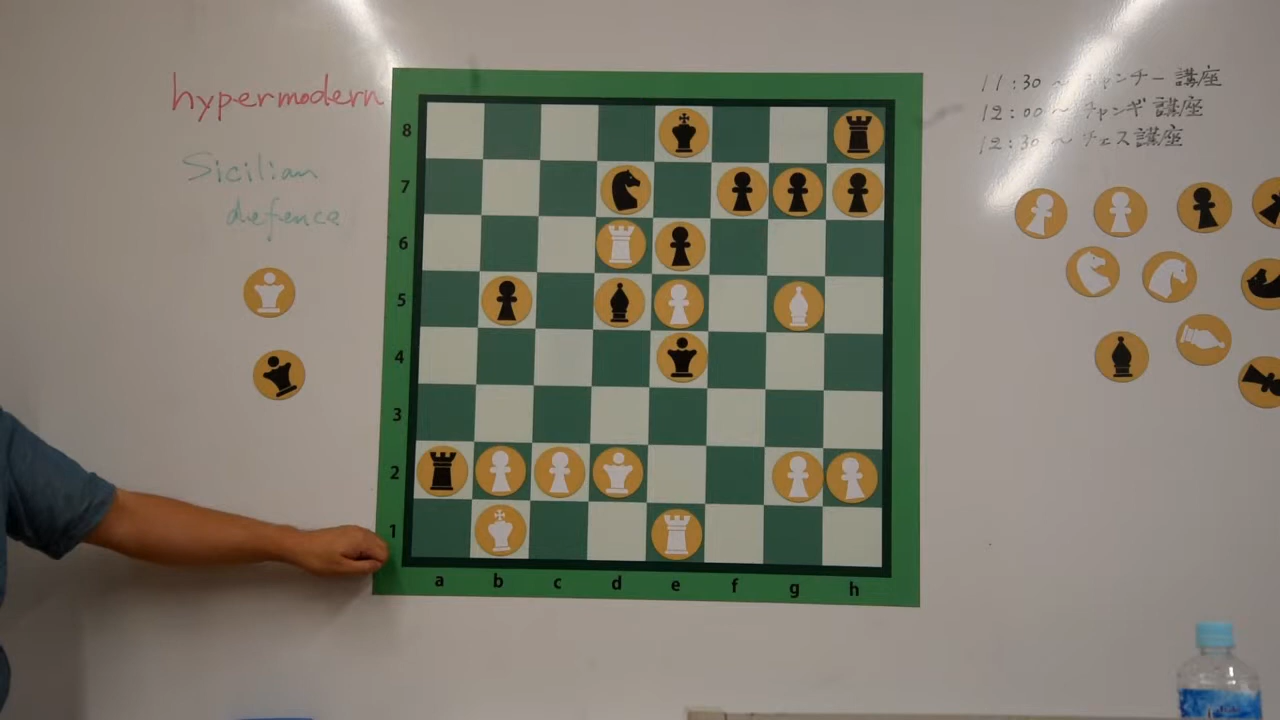 hypermodern
Sicilian
defence
11:30 ~ チャンチー講座
12:00 ~ チャンギ講座
12:30 ~ チェス講座
8
7
6
5
4
3
2
1
a b c d e f g h